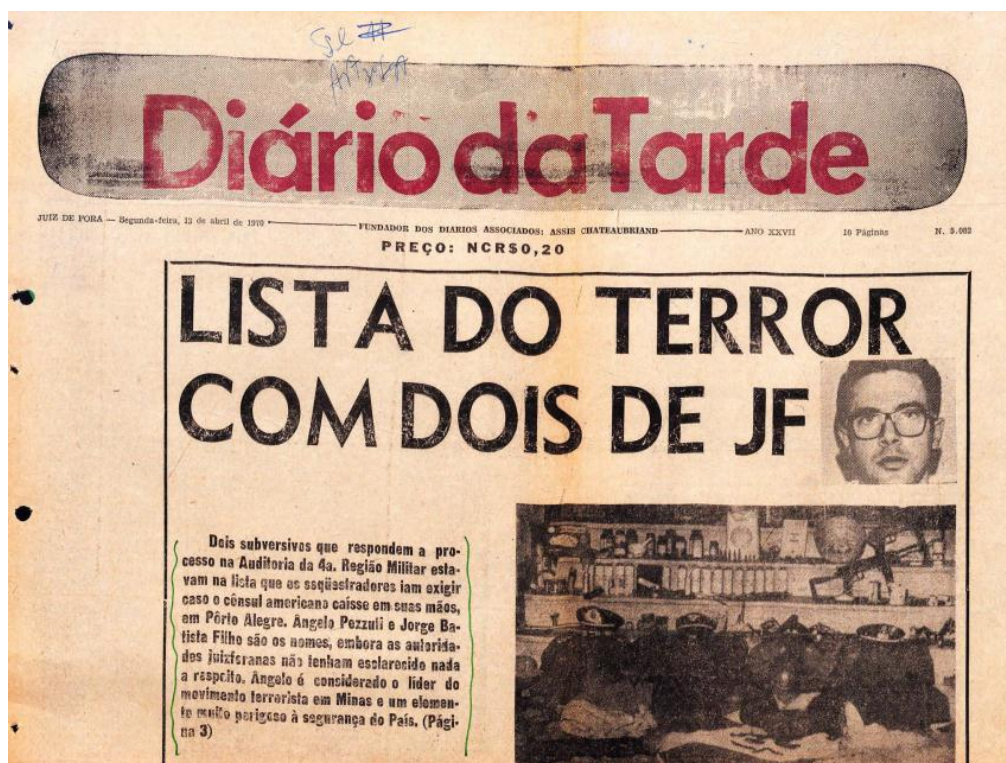 Diário da Tarde
JUIZ DE FORA — Segunda-feira, 13 de abril de 1970
FUNDADOR DOS DIARIOS ASSOCIADOS: ASSIS CHATEAUBRIAND
ANO XXVII
10 Páginas
PREÇO: NCR$0,20
LISTA DO TERROR
COM DOIS DE JF
Dois subversivos que respondem a pro-
cesso na Auditoria da 4a. Região Militar esta-
vam na lista que os seqüestradores iam exigir
caso o cônsul americano caísse em suas mãos,
em Pôrto Alegre. Angelo Pezzuti e Jorge Ba-
tista Filho são os nomes, embora as autorida-
des juizforanas não tenham esclarecido nada
a respeito. Angelo é considerado o líder do
movimento terrorista em Minas e um elemen-
to muito perigoso à segurança do País. (Pági-
na 3)